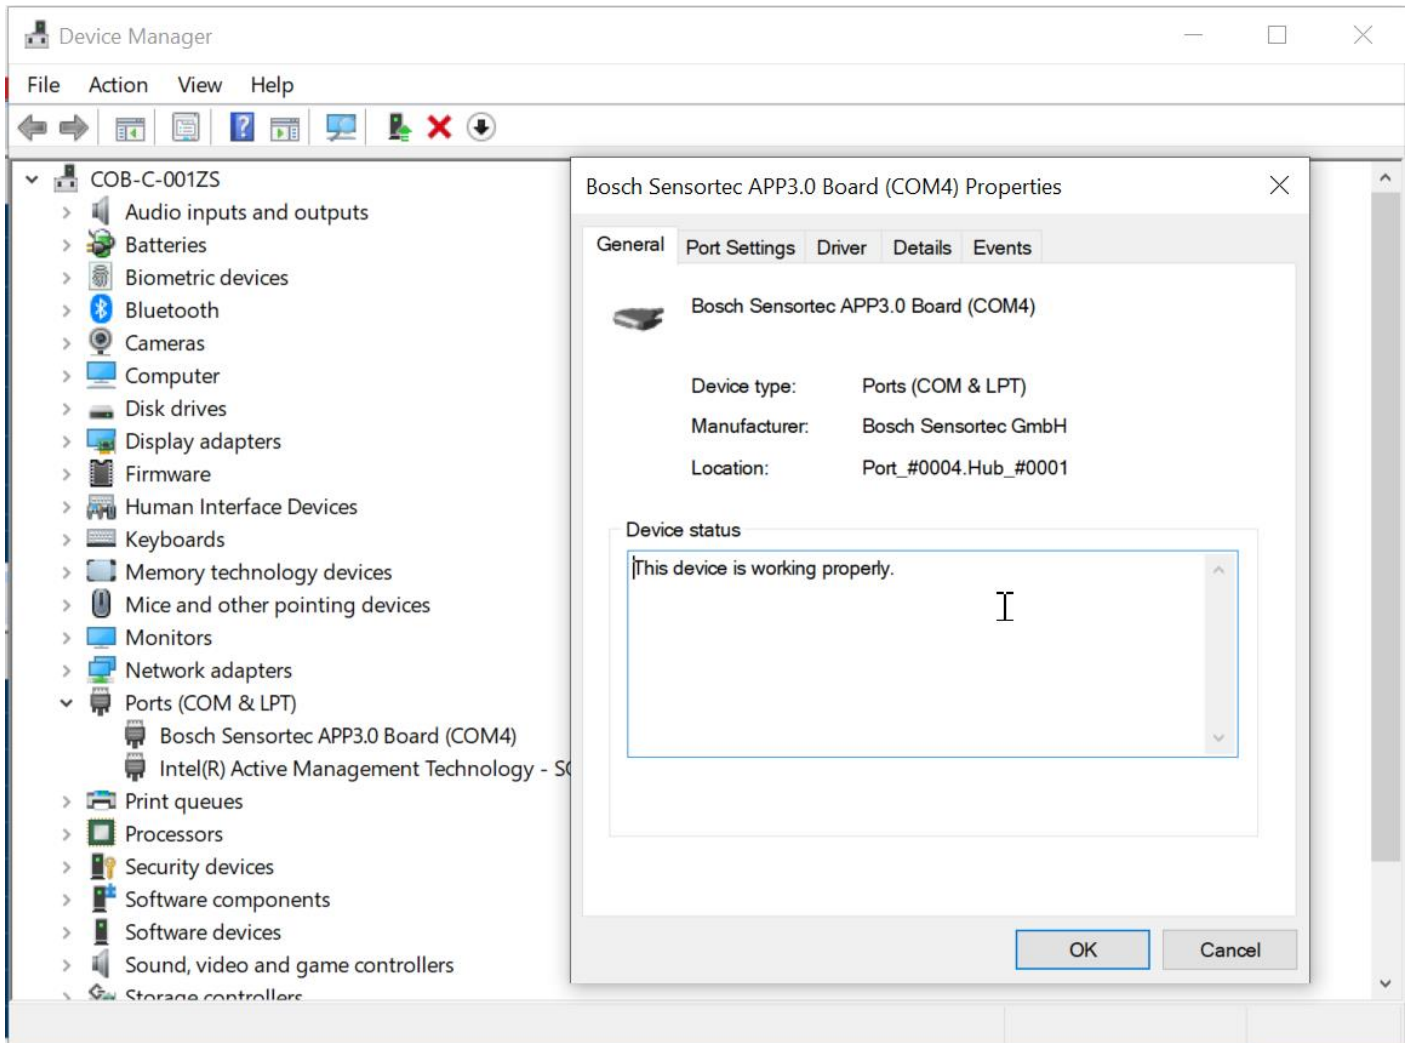 Device Manager
File Action View Help
COB-C-001ZS
Audio inputs and outputs
Batteries
Biometric devices
Bluetooth
Cameras
Computer
Disk drives
Display adapters
Firmware
Human Interface Devices
Keyboards
Memory technology devices
Mice and other pointing devices
Monitors
Network adapters
Ports (COM & LPT)
Bosch Sensortec APP3.0 Board (COM4)
Intel(R) Active Management Technology -
Print queues
Processors
Security devices
Software components
Software devices
Sound, video and game controllers
Storage controllers
Bosch Sensortec APP3.0 Board (COM4) Properties
General Port Settings Driver Details Events
Bosch Sensortec APP3.0 Board (COM4)
Device type: Ports (COM & LPT)
Manufacturer: Bosch Sensortec GmbH
Location: Port_#0004.Hub_#0001
Device status
This device is working properly.
OK Cancel